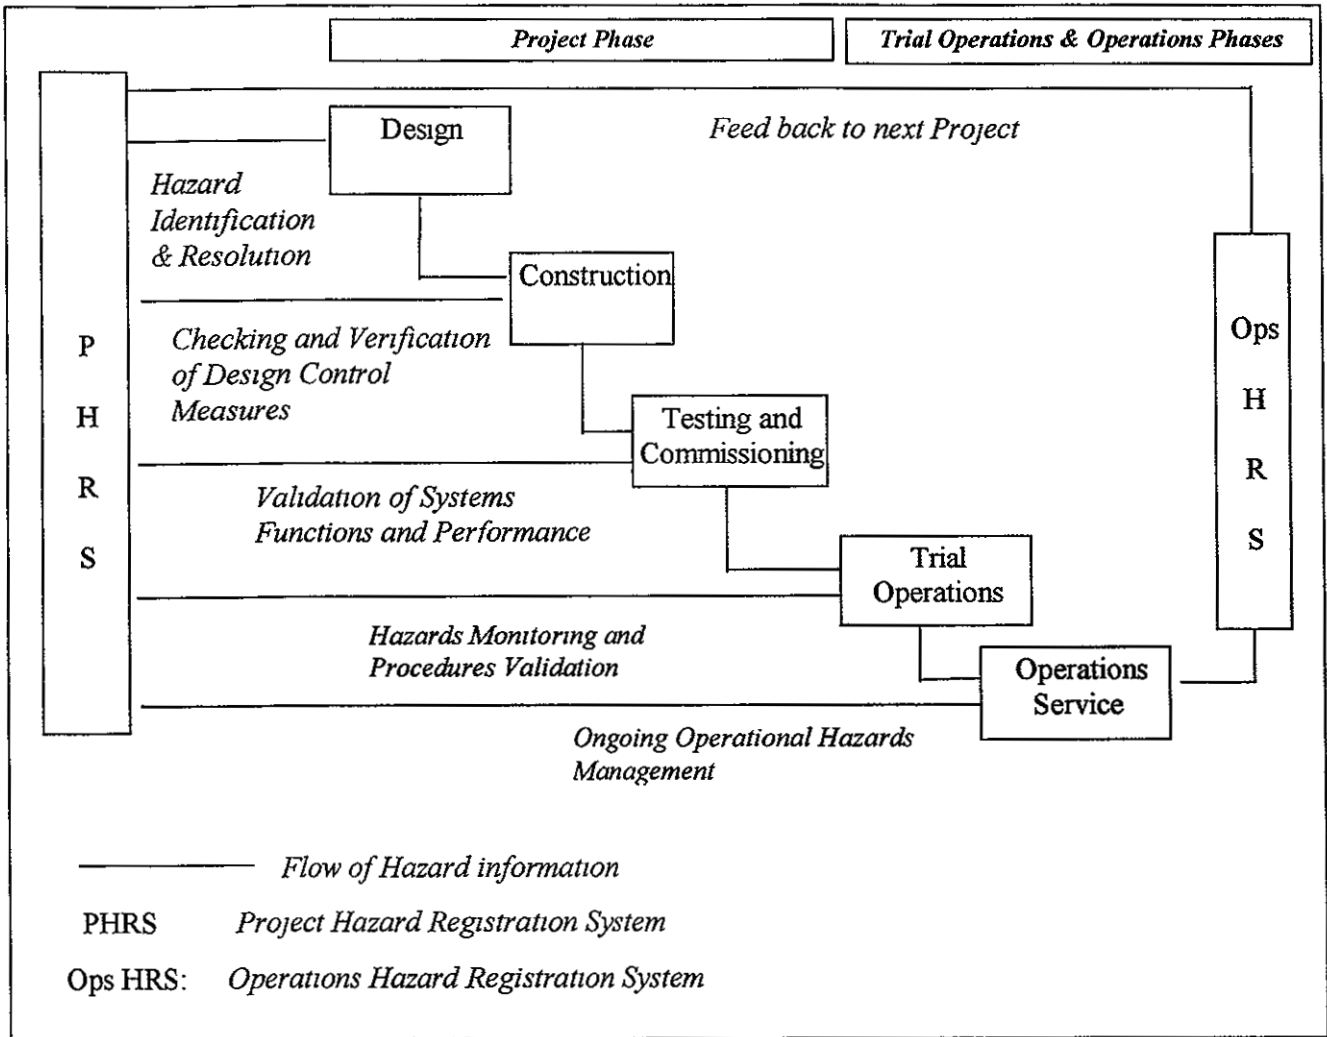 Project Phase
Trial Operations & Operations Phases
Design
Feed back to next Project
Hazard
Identification
& Resolution
Construction
P
H
R
S
Checking and Verification
of Design Control
Measures
Ops
H
R
S
Testing and
Commissioning
Validation of Systems
Functions and Performance
Trial
Operations
Hazards Monitoring and
Procedures Validation
Operations
Service
Ongoing Operational Hazards
Management
Flow of Hazard information
PHRS Project Hazard Registration System
Ops HRS: Operations Hazard Registration System